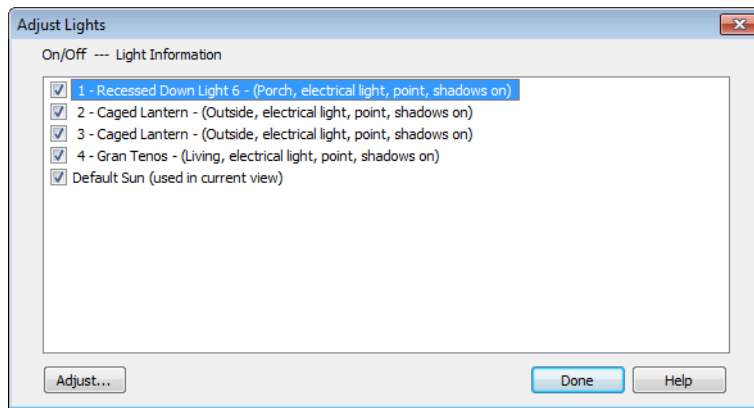 Adjust Lights
On/Off --- Light Information
1 - Recessed Down Light 6 - (Porch, electrical light, point, shadows on)
2 - Caged Lantern - (Outside, electrical light, point, shadows on)
3 - Caged Lantern - (Outside, electrical light, point, shadows on)
4 - Gran Tenos - (Living, electrical light, point, shadows on)
Default Sun (used in current view)
Adjust... Done Help